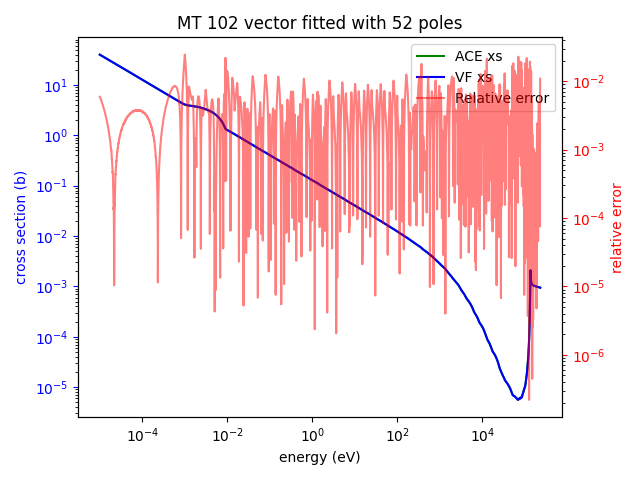 MT 102 vector fitted with 52 poles
ACE xs
VF xs
Relative error
10^1
10^0
10^-1
10^-2
10^-3
10^-4
10^-5
cross section (b)
10^-2
10^-3
10^-4
10^-5
10^-6
relative error
10^-4 10^-2 10^0 10^2 10^4
energy (eV)